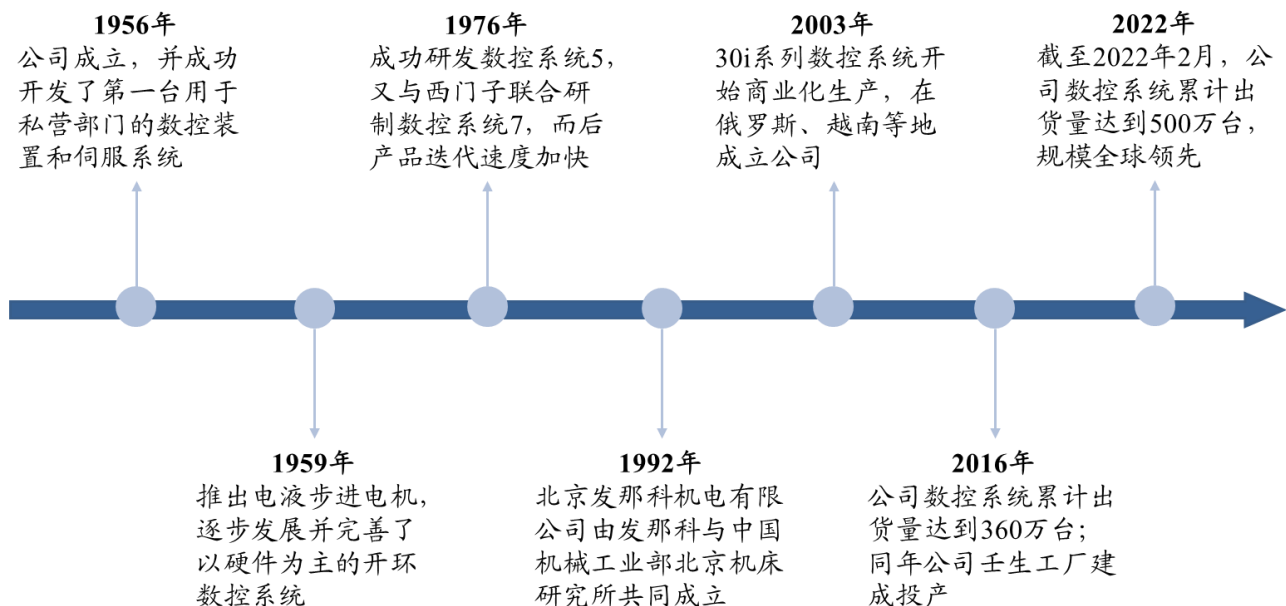 1956年
公司成立，并成功
开发了第一台用于
私营部门的数控装
置和伺服系统
1976年
成功研发数控系统5，
又与西门子联合研
制数控系统7，而后
产品迭代速度加快
2003年
30i系列数控系统开
始商业化生产，在
俄罗斯、越南等地
成立公司
2022年
截至2022年2月，公
司数控系统累计出
货量达到500万台，
规模全球领先
1959年
推出电液步进电机，
逐步发展并完善了
以硬件为主的开环
数控系统
1992年
北京发那科机电有限
公司由发那科与中国
机械工业部北京机床
研究所共同成立
2016年
公司数控系统累计出
货量达到360万台；
同年公司壬生工厂建
成投产